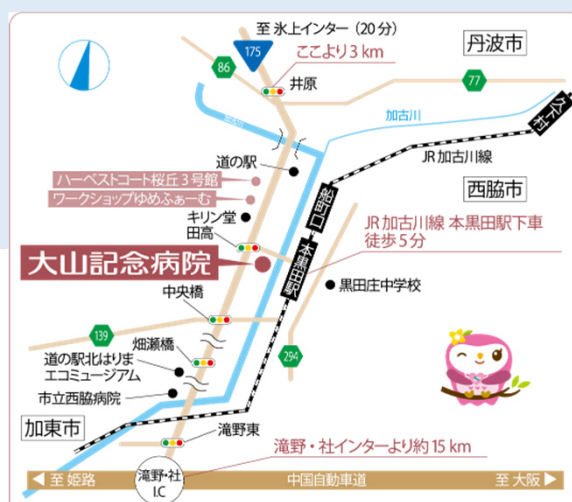 至 氷上インター（20分）
175
ここより3 km
丹波市
86
井原
77
加古川
久下村
JR加古川線
道の駅
ハーベストコート桜丘3号館
ワークショップゆめふぁーむ
西脇市
船町口
キリン堂
田高
JR加古川線 本黒田駅下車
徒歩5分
大山記念病院
本黒田駅
黒田庄中学校
中央橋
139
畑瀬橋
294
道の駅北はりま
エコミュージアム
市立西脇病院
加東市
滝野東
滝野・社インターより約15 km
滝野・社
I.C
至 姫路
中国自動車道
至 大阪